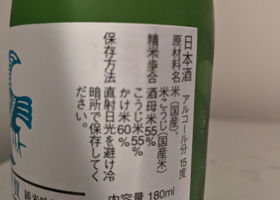 日本酒 アルコール分 15度
原材料名 米(国産)、
米こうじ(国産米)
精米歩合 酒母米55%
こうじ米55%
かけ米60%
保存方法 直射日光を避け冷
暗所で保存してく
ださい。
内容量 180ml
純米